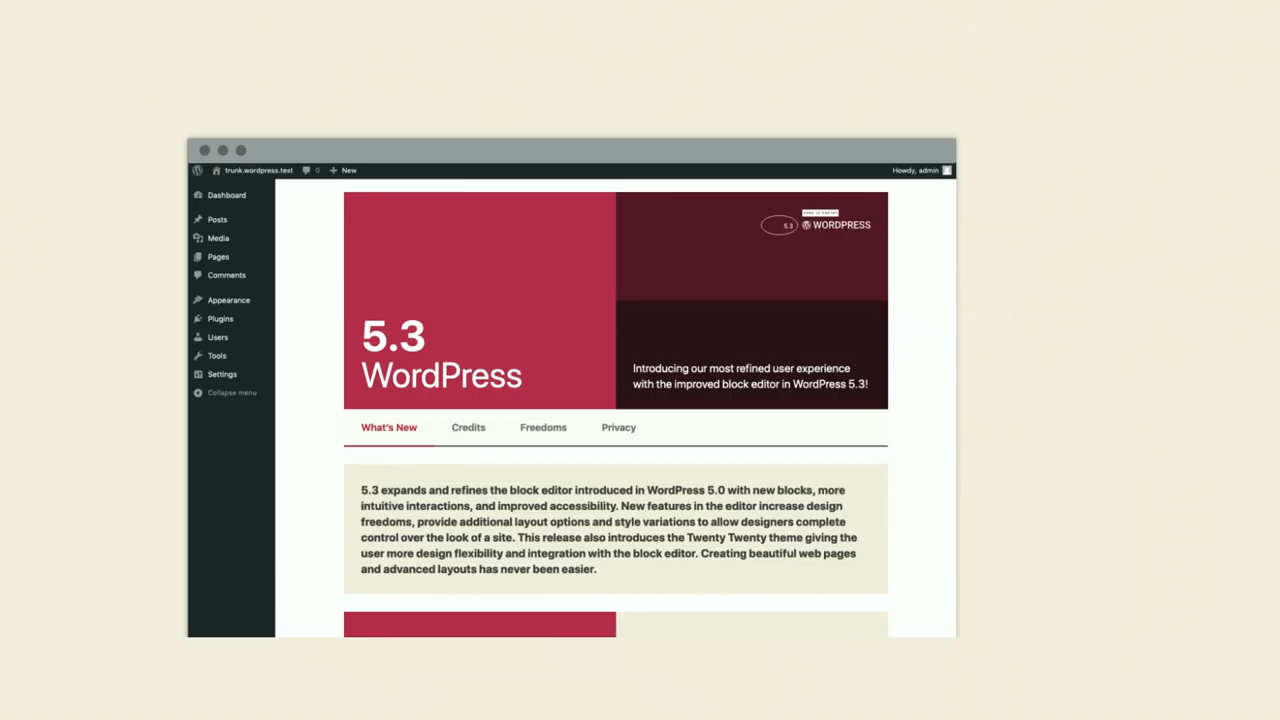 trunk.wordpress.test 0 New Howdy, admin
Dashboard
Posts
Media
Pages
Comments
Appearance
Plugins
Users
Tools
Settings
Collapse menu
5.3 WORDPRESS
5.3
WordPress
Introducing our most refined user experience
with the improved block editor in WordPress 5.3!
What's New Credits Freedoms Privacy
5.3 expands and refines the block editor introduced in WordPress 5.0 with new blocks, more
intuitive interactions, and improved accessibility. New features in the editor increase design
freedoms, provide additional layout options and style variations to allow designers complete
control over the look of a site. This release also introduces the Twenty Twenty theme giving the
user more design flexibility and integration with the block editor. Creating beautiful web pages
and advanced layouts has never been easier.